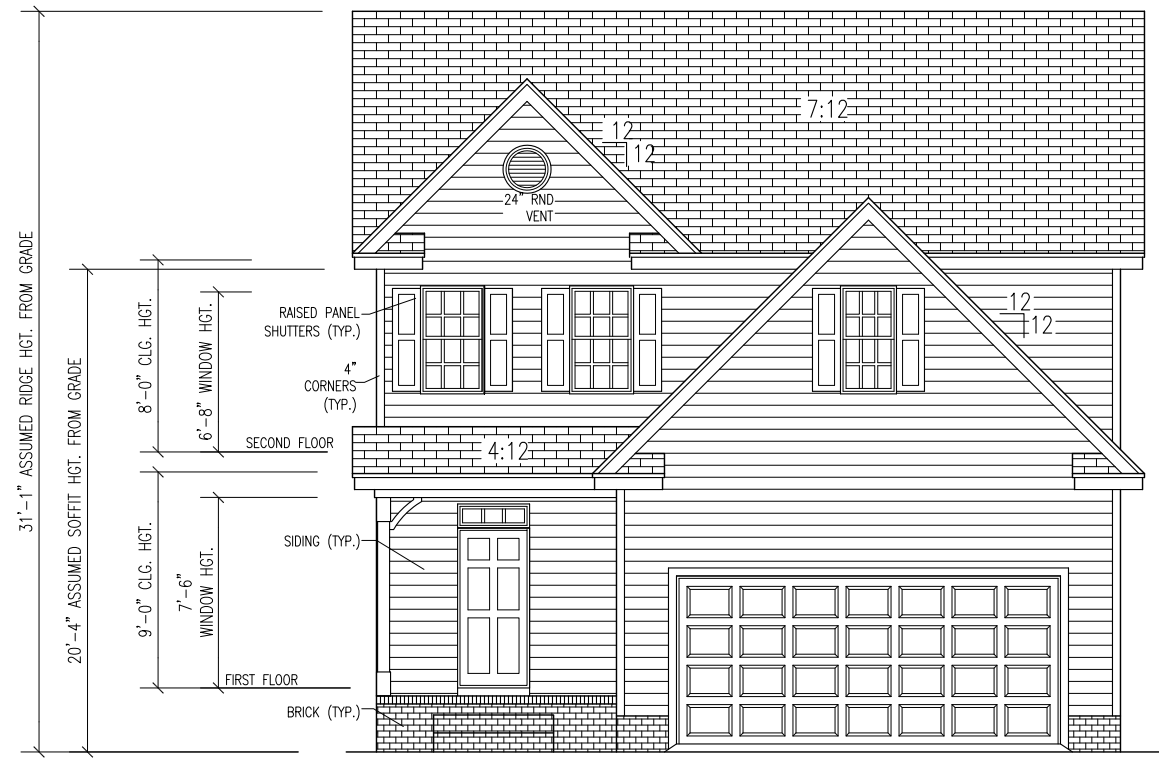 7:12
12
12
24" RND
VENT
31'-1" ASSUMED RIDGE HGT. FROM GRADE
20'-4" ASSUMED SOFFIT HGT. FROM GRADE
8'-0" CLG. HGT.
6'-8" WINDOW HGT.
RAISED PANEL
SHUTTERS (TYP.)
12
12
4"
CORNERS
(TYP.)
SECOND FLOOR
4:12
9'-0" CLG. HGT.
7'-6"
WINDOW HGT.
SIDING (TYP.)
FIRST FLOOR
BRICK (TYP.)